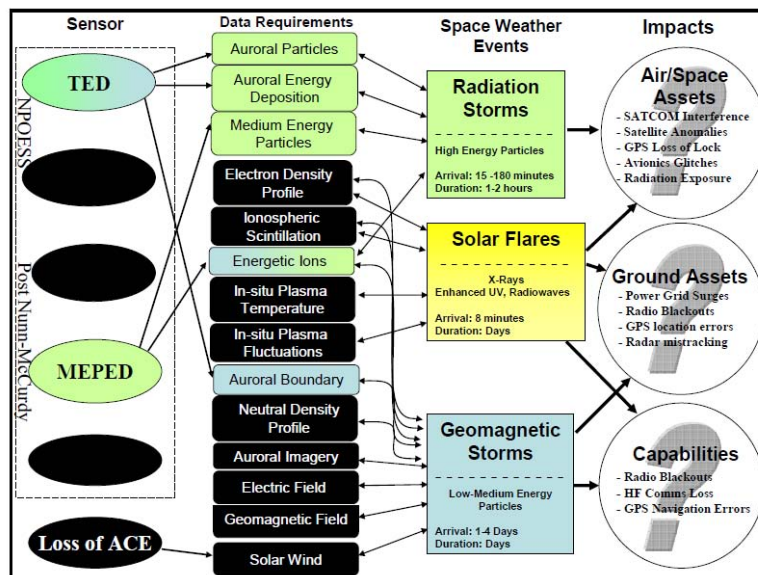 Sensor
Data Requirements
Space Weather
Events
Impacts
NPOESS
Post Nunn-McCurdy
TED
MEPED
Loss of ACE
Auroral Particles
Auroral Energy
Deposition
Medium Energy
Particles
Electron Density
Profile
Ionospheric
Scintillation
Energetic Ions
In-situ Plasma
Temperature
In-situ Plasma
Fluctuations
Auroral Boundary
Neutral Density
Profile
Auroral Imagery
Electric Field
Geomagnetic Field
Solar Wind
Radiation
Storms
High Energy Particles
Arrival: 15 -180 minutes
Duration: 1-2 hours
Solar Flares
X-Rays
Enhanced UV, Radiowaves
Arrival: 8 minutes
Duration: Days
Geomagnetic
Storms
Low-Medium Energy
Particles
Arrival: 1-4 Days
Duration: Days
?
Air/Space
Assets
- SATCOM Interference
- Satellite Anomalies
- GPS Loss of Lock
- Avionics Glitches
- Radiation Exposure
?
Ground Assets
- Power Grid Surges
- Radio Blackouts
- GPS location errors
- Radar mistracking
?
Capabilities
- Radio Blackouts
- HF Comms Loss
- GPS Navigation Errors